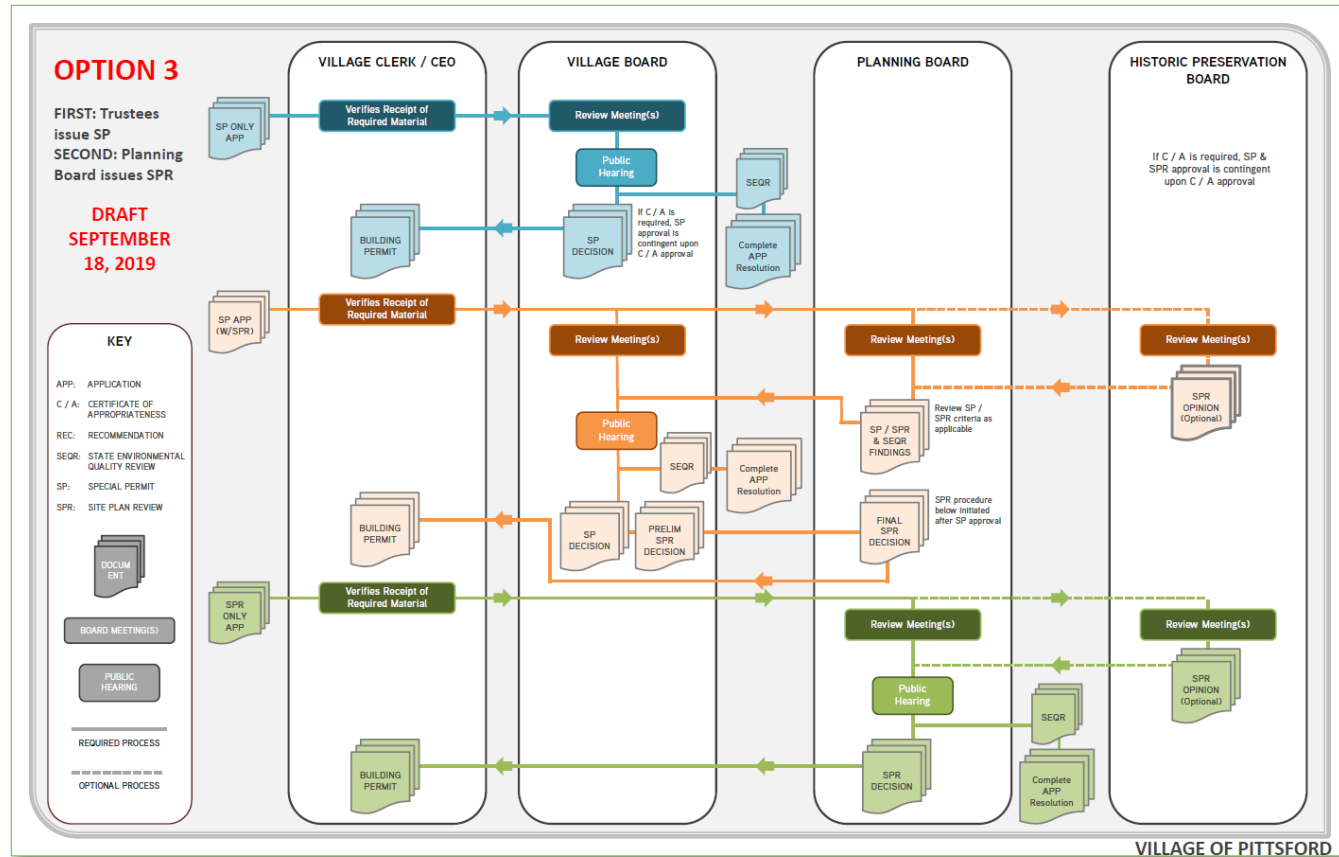 OPTION 3
FIRST: Trustees
issue SP
SECOND: Planning
Board issues SPR
DRAFT
SEPTEMBER
18, 2019
KEY
APP: APPLICATION
C / A: CERTIFICATE OF
APPROPRIATENESS
REC: RECOMMENDATION
SEQR: STATE ENVIRONMENTAL
QUALITY REVIEW
SP: SPECIAL PERMIT
SPR: SITE PLAN REVIEW
DOCUM
ENT
BOARD MEETING(S)
PUBLIC
HEARING
REQUIRED PROCESS
OPTIONAL PROCESS
VILLAGE CLERK / CEO
VILLAGE BOARD
PLANNING BOARD
HISTORIC PRESERVATION
BOARD
If C / A is required, SP &
SPR approval is contingent
upon C / A approval
SP ONLY
APP
Verifies Receipt of
Required Material
Review Meeting(s)
Public
Hearing
SEQR
Complete
APP
Resolution
SP
DECISION
If C / A is
required, SP
approval is
contingent upon
C / A approval
BUILDING
PERMIT
SP APP
(W/SPR)
Verifies Receipt of
Required Material
Review Meeting(s)
Review Meeting(s)
Review Meeting(s)
SPR
OPINION
(Optional)
SP / SPR
& SEQR
FINDINGS
Review SP /
SPR criteria as
applicable
Public
Hearing
SEQR
Complete
APP
Resolution
SP
DECISION
PRELIM
SPR
DECISION
FINAL
SPR
DECISION
SPR procedure
below initiated
after SP approval
BUILDING
PERMIT
SPR
ONLY
APP
Verifies Receipt of
Required Material
Review Meeting(s)
Review Meeting(s)
SPR
OPINION
(Optional)
Public
Hearing
SEQR
Complete
APP
Resolution
SPR
DECISION
BUILDING
PERMIT
VILLAGE OF PITTSFORD